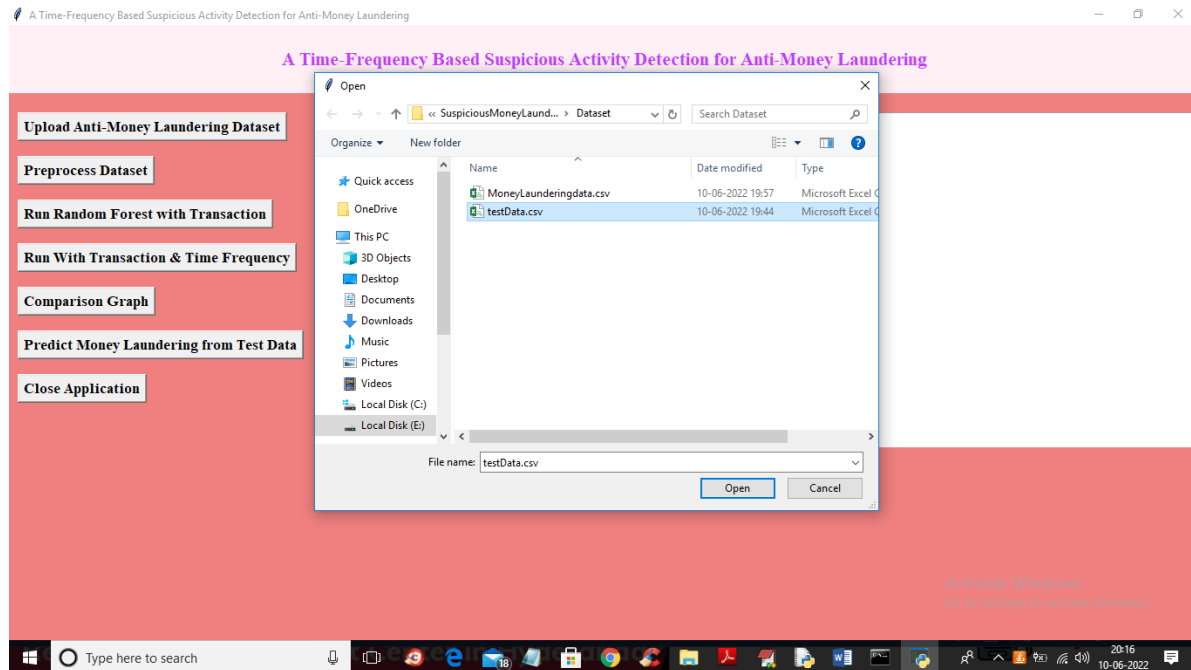 A Time-Frequency Based Suspicious Activity Detection for Anti-Money Laundering
A Time-Frequency Based Suspicious Activity Detection for Anti-Money Laundering
Upload Anti-Money Laundering Dataset
Preprocess Dataset
Run Random Forest with Transaction
Run With Transaction & Time Frequency
Comparison Graph
Predict Money Laundering from Test Data
Close Application
Open
« SuspiciousMoneyLaund... > Dataset
Search Dataset
Organize
New folder
Quick access
OneDrive
This PC
3D Objects
Desktop
Documents
Downloads
Music
Pictures
Videos
Local Disk (C:)
Local Disk (E:)
Name Date modified Type
MoneyLaunderingdata.csv 10-06-2022 19:57 Microsoft Excel C
testData.csv 10-06-2022 19:44 Microsoft Excel C
File name: testData.csv
Open Cancel
Activate Windows
Go to Settings to activate Windows.
Type here to search
18
20:16
10-06-2022